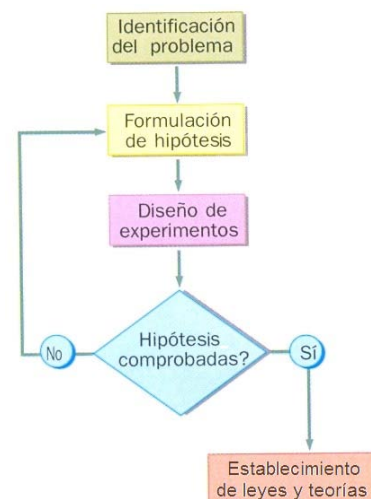 Identificación
del problema
Formulación
de hipótesis
Diseño de
experimentos
Hipótesis
comprobadas?
No
Sí
Establecimiento
de leyes y teorías